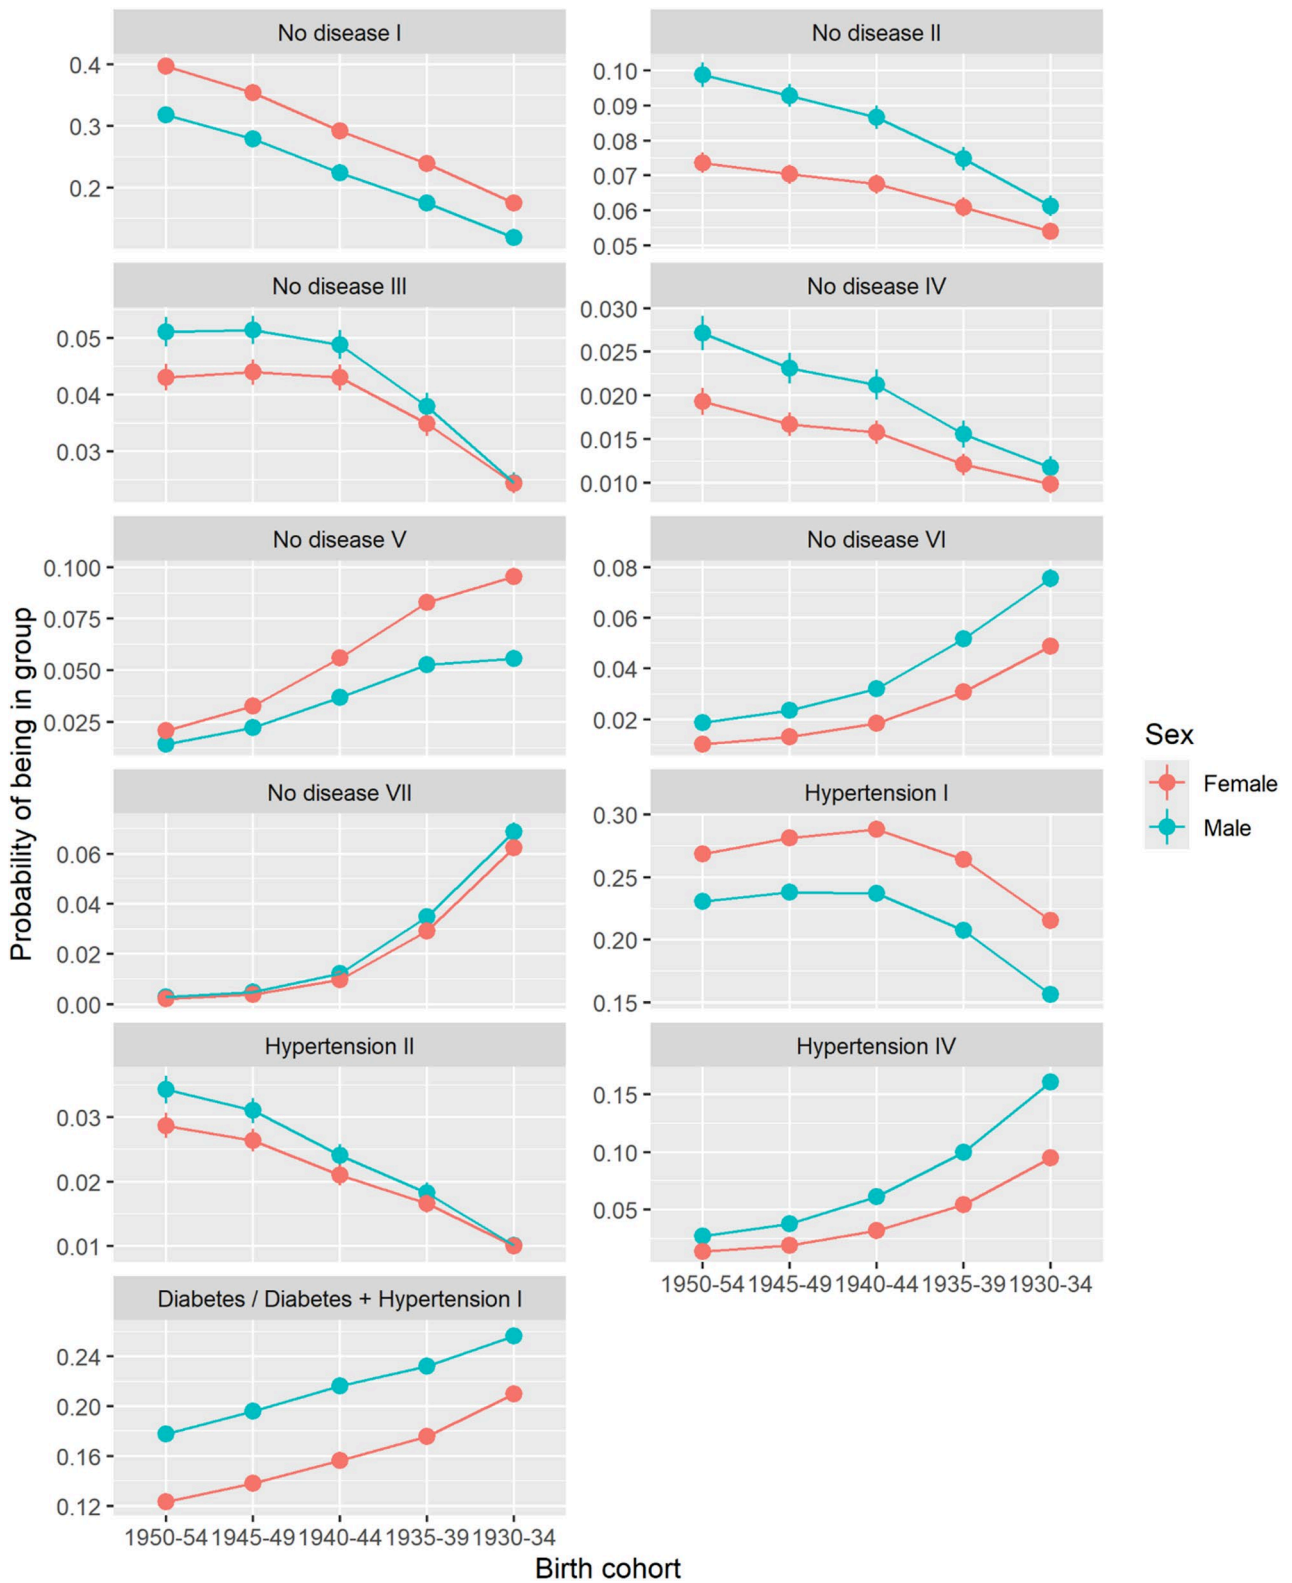 No disease I
No disease II
0.4
0.3
0.2
0.10
0.09
0.08
0.07
0.06
0.05
No disease III
No disease IV
0.05
0.04
0.03
0.030
0.025
0.020
0.015
0.010
No disease V
No disease VI
0.100
0.075
0.050
0.025
0.08
0.06
0.04
0.02
No disease VII
Hypertension I
0.06
0.04
0.02
0.00
0.30
0.25
0.20
0.15
Hypertension II
Hypertension IV
0.03
0.02
0.01
0.15
0.10
0.05
1950-54 1945-49 1940-44 1935-39 1930-34
Diabetes / Diabetes + Hypertension I
0.24
0.20
0.16
0.12
1950-54 1945-49 1940-44 1935-39 1930-34
Birth cohort
Probability of being in group
Sex
Female
Male